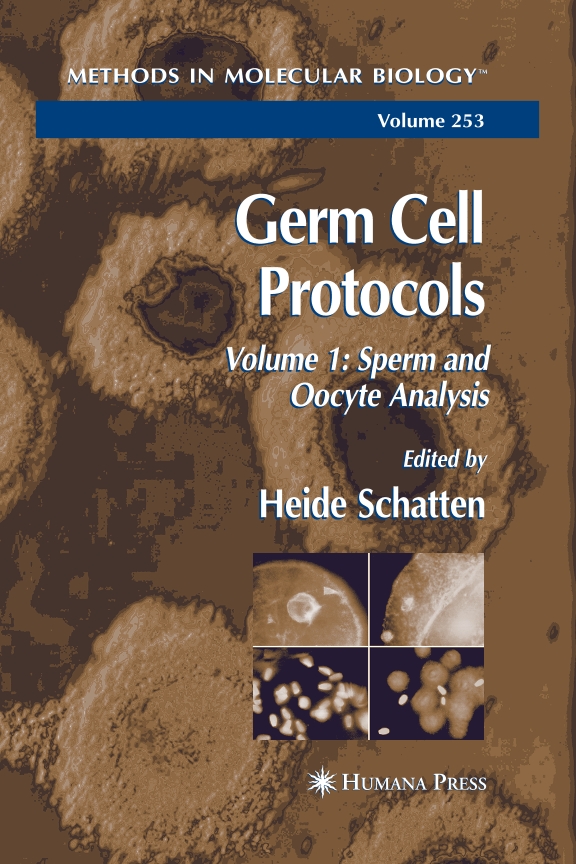 METHODS IN MOLECULAR BIOLOGY™
Volume 253
Germ Cell
Protocols
Volume 1: Sperm and
Oocyte Analysis
Edited by
Heide Schatten
HUMANA PRESS